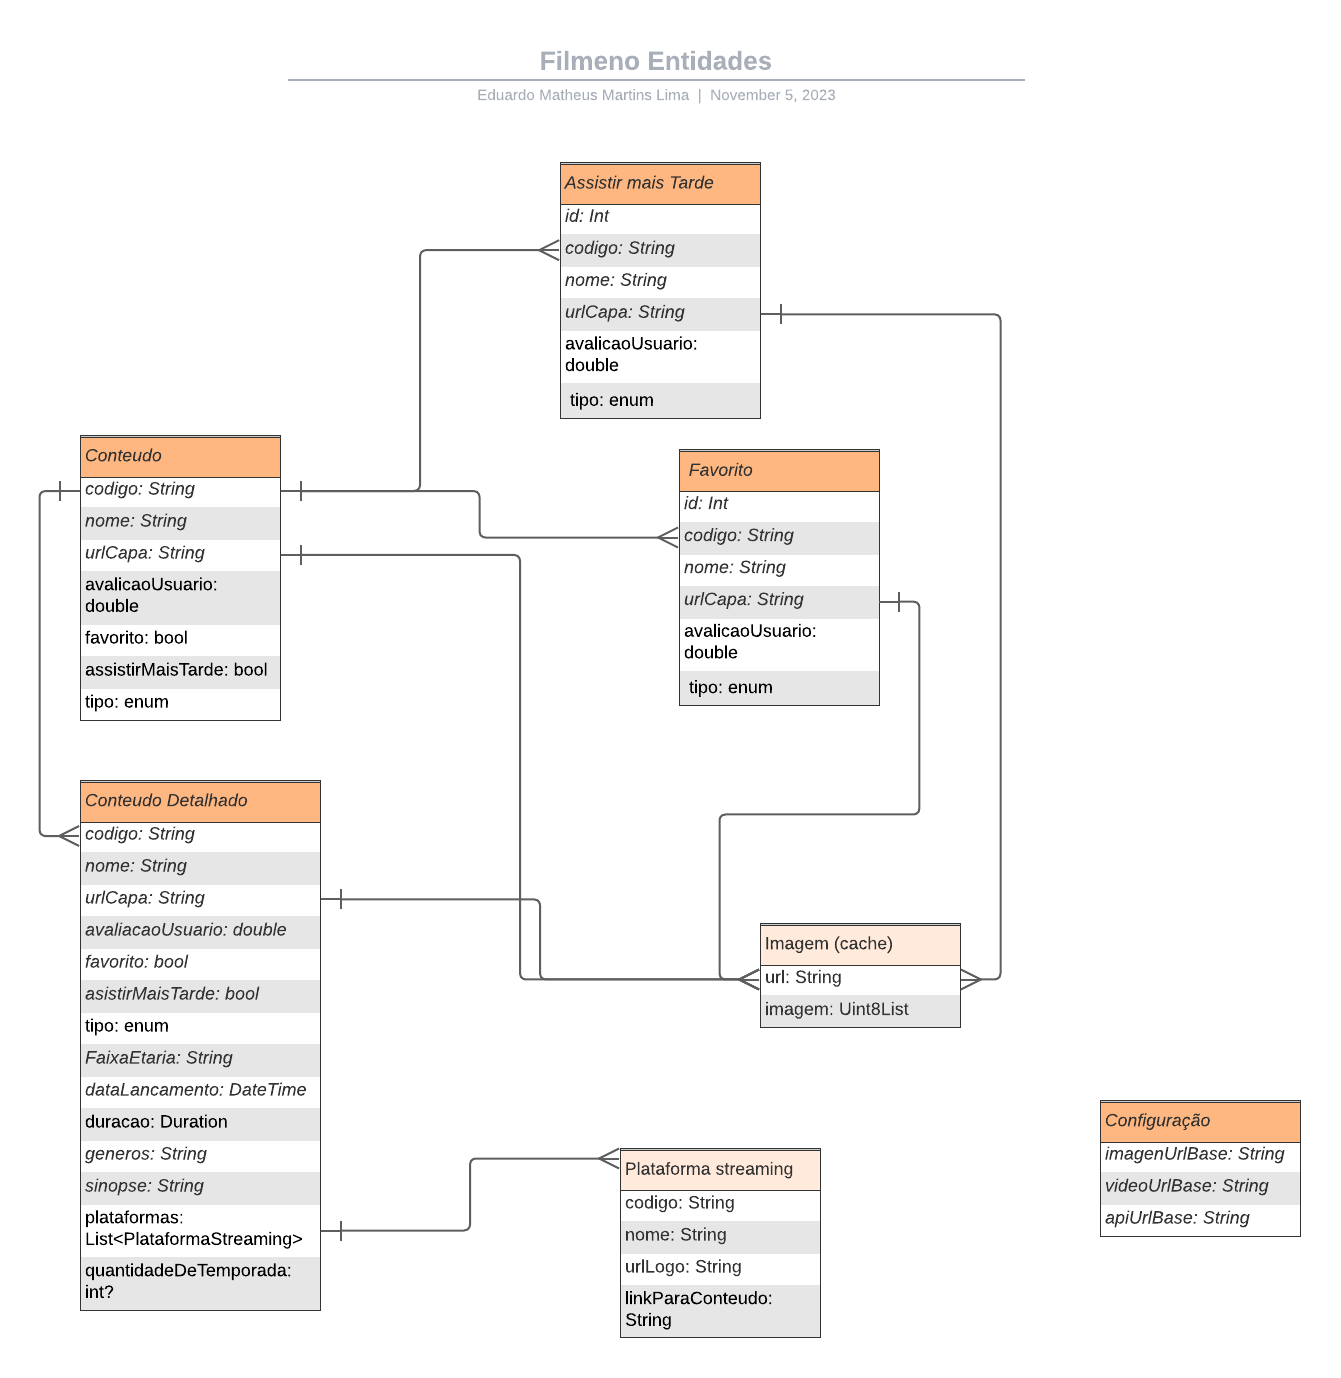 Filmeno Entidades
Eduardo Matheus Martins Lima | November 5, 2023
Assistir mais Tarde
id: Int
codigo: String
nome: String
urlCapa: String
avalicaoUsuario:
double
tipo: enum
Conteudo
codigo: String
nome: String
urlCapa: String
avalicaoUsuario:
double
favorito: bool
assistirMaisTarde: bool
tipo: enum
Favorito
id: Int
codigo: String
nome: String
urlCapa: String
avalicaoUsuario:
double
tipo: enum
Conteudo Detalhado
codigo: String
nome: String
urlCapa: String
avaliacaoUsuario: double
favorito: bool
asistirMaisTarde: bool
tipo: enum
FaixaEtaria: String
dataLancamento: DateTime
duracao: Duration
generos: String
sinopse: String
plataformas:
List<PlataformaStreaming>
quantidadeDeTemporada:
int?
Imagem (cache)
url: String
imagem: Uint8List
Plataforma streaming
codigo: String
nome: String
urlLogo: String
linkParaConteudo:
String
Configuração
imagenUrlBase: String
videoUrlBase: String
apiUrlBase: String